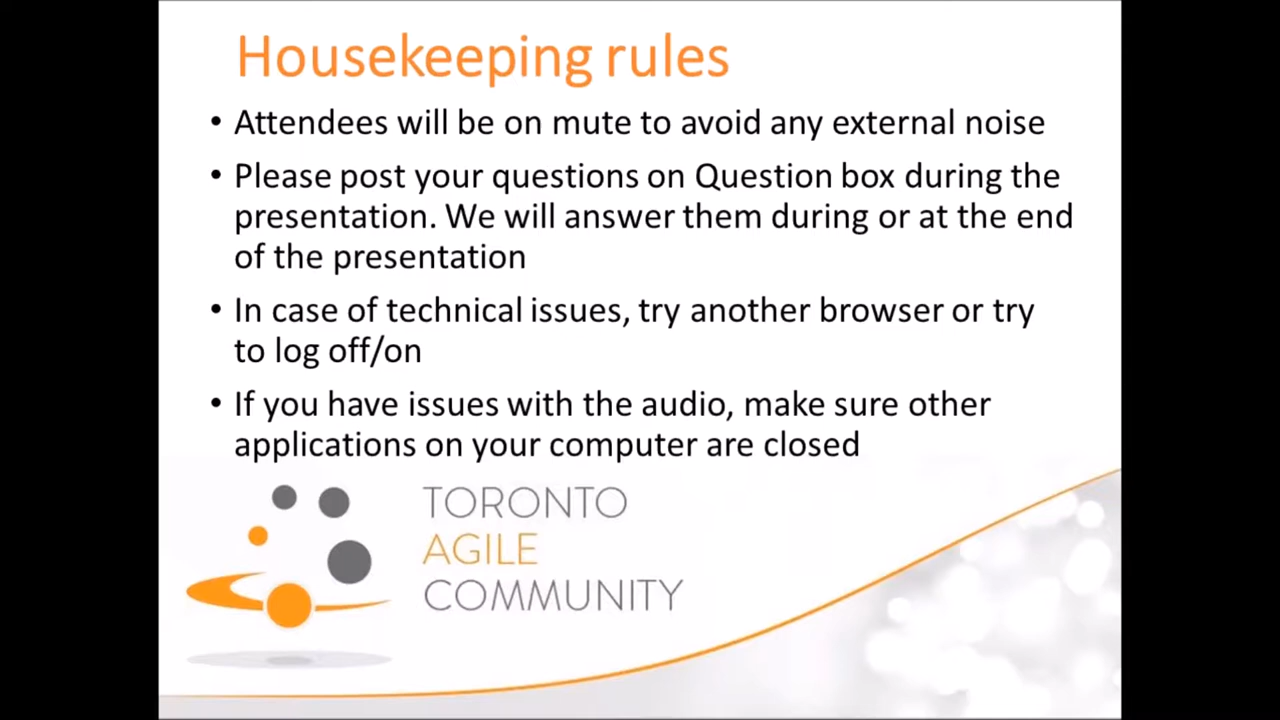 Housekeeping rules
• Attendees will be on mute to avoid any external noise
• Please post your questions on Question box during the
presentation. We will answer them during or at the end
of the presentation
• In case of technical issues, try another browser or try
to log off/on
• If you have issues with the audio, make sure other
applications on your computer are closed
TORONTO
AGILE
COMMUNITY